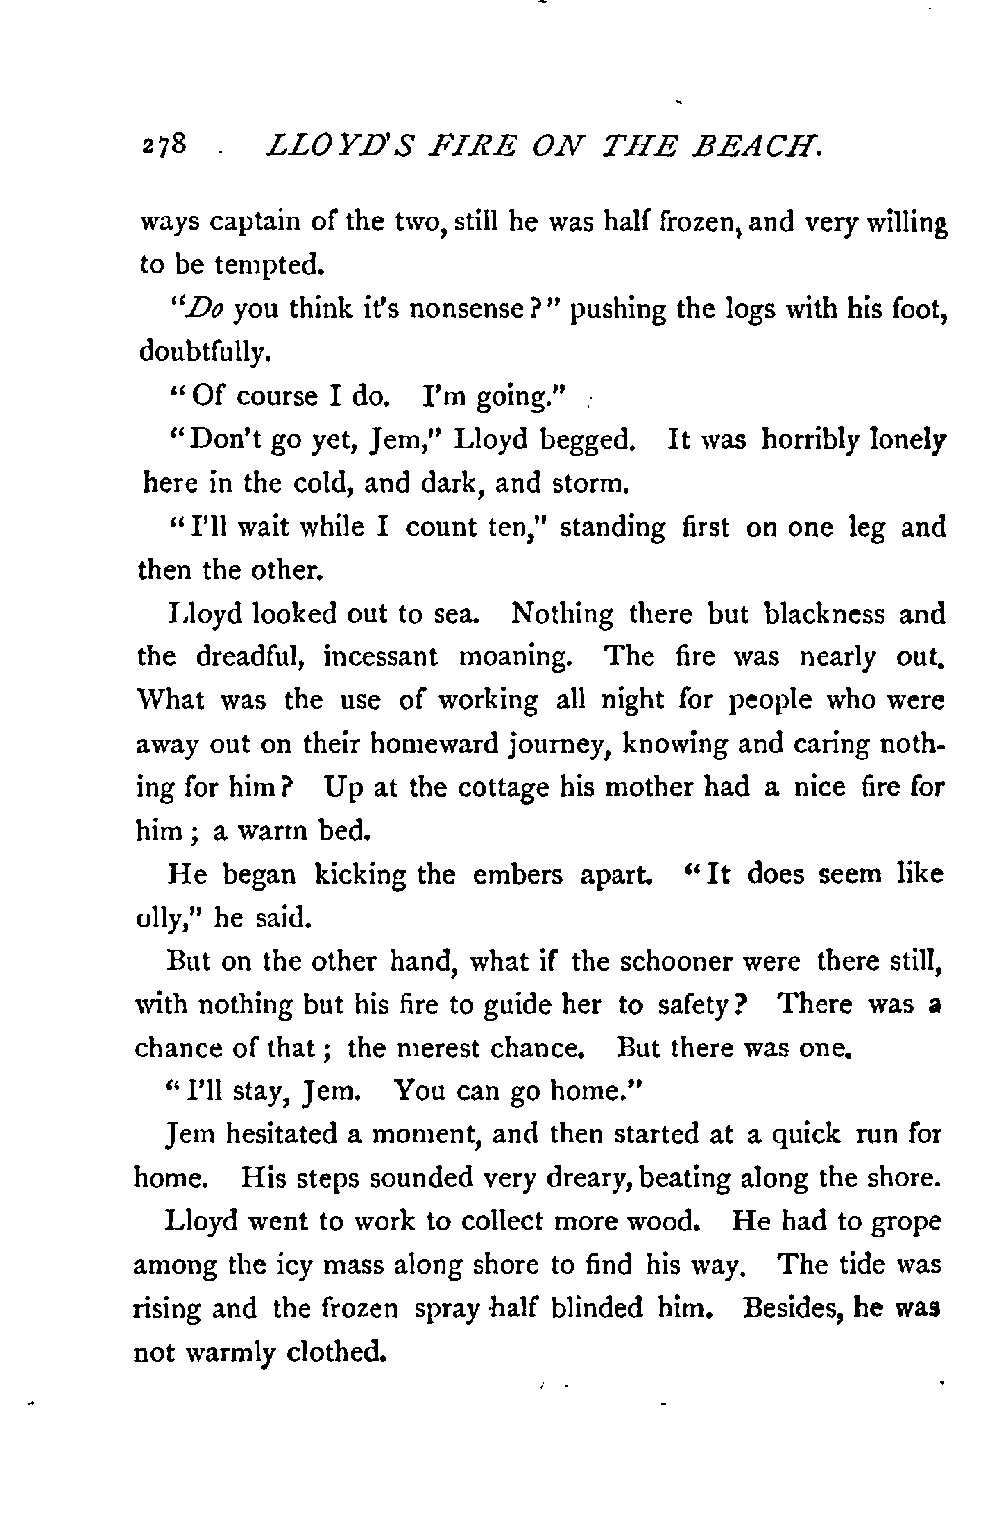 278 LLOYD'S FIRE ON THE BEACH.
ways captain of the two, still he was half frozen, and very willing
to be tempted.
"Do you think it's nonsense?" pushing the logs with his foot,
doubtfully.
"Of course I do. I'm going."
"Don't go yet, Jem," Lloyd begged. It was horribly lonely
here in the cold, and dark, and storm.
"I'll wait while I count ten," standing first on one leg and
then the other.
Lloyd looked out to sea. Nothing there but blackness and
the dreadful, incessant moaning. The fire was nearly out.
What was the use of working all night for people who were
away out on their homeward journey, knowing and caring noth-
ing for him? Up at the cottage his mother had a nice fire for
him; a warm bed.
He began kicking the embers apart. "It does seem like
olly," he said.
But on the other hand, what if the schooner were there still,
with nothing but his fire to guide her to safety? There was a
chance of that; the merest chance. But there was one.
"I'll stay, Jem. You can go home."
Jem hesitated a moment, and then started at a quick run for
home. His steps sounded very dreary, beating along the shore.
Lloyd went to work to collect more wood. He had to grope
among the icy mass along shore to find his way. The tide was
rising and the frozen spray half blinded him. Besides, he was
not warmly clothed.